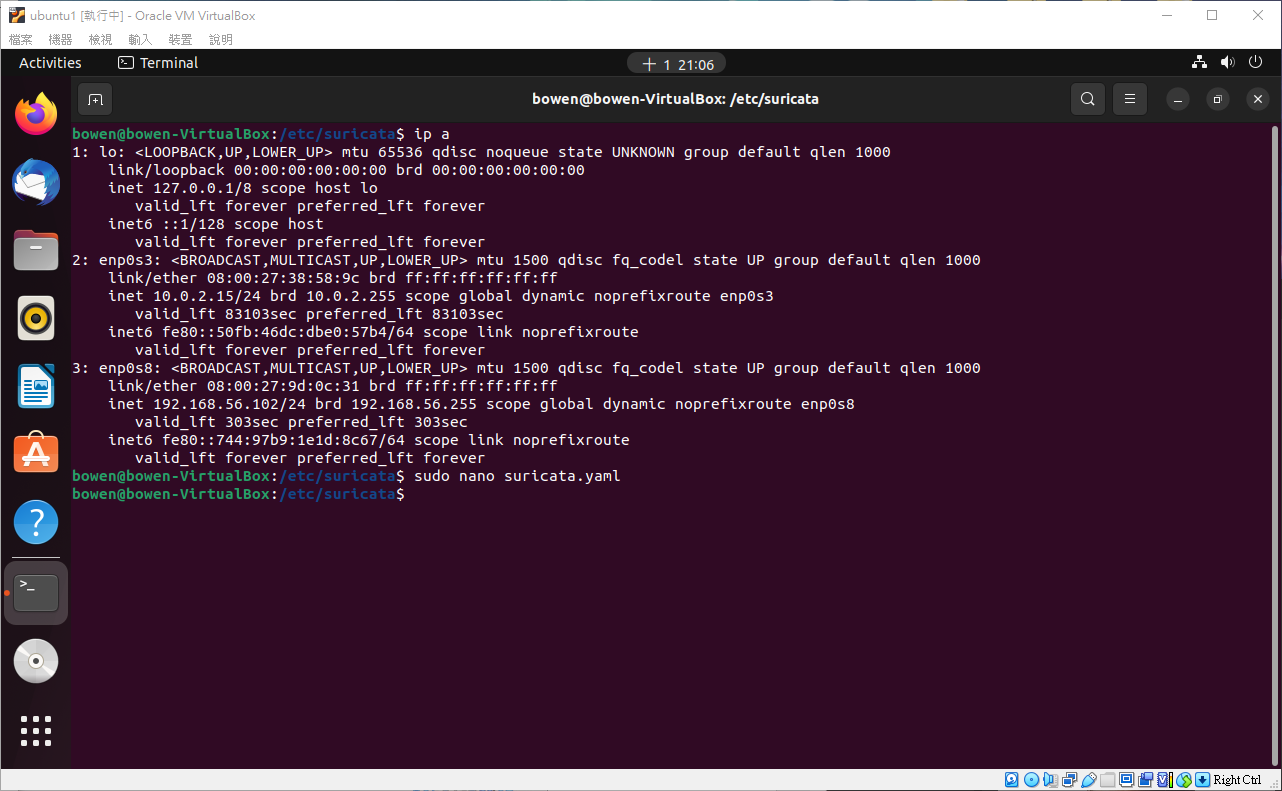 ubuntu1 [執行中] - Oracle VM VirtualBox
檔案 機器 檢視 輸入 裝置 說明
Activities Terminal 十 1 21:06
bowen@bowen-VirtualBox: /etc/suricata
bowen@bowen-VirtualBox:/etc/suricata$ ip a
1: lo: <LOOPBACK,UP,LOWER_UP> mtu 65536 qdisc noqueue state UNKNOWN group default qlen 1000
    link/loopback 00:00:00:00:00:00 brd 00:00:00:00:00:00
    inet 127.0.0.1/8 scope host lo
       valid_lft forever preferred_lft forever
    inet6 ::1/128 scope host
       valid_lft forever preferred_lft forever
2: enp0s3: <BROADCAST,MULTICAST,UP,LOWER_UP> mtu 1500 qdisc fq_codel state UP group default qlen 1000
    link/ether 08:00:27:38:58:9c brd ff:ff:ff:ff:ff:ff
    inet 10.0.2.15/24 brd 10.0.2.255 scope global dynamic noprefixroute enp0s3
       valid_lft 83103sec preferred_lft 83103sec
    inet6 fe80::50fb:46dc:dbe0:57b4/64 scope link noprefixroute
       valid_lft forever preferred_lft forever
3: enp0s8: <BROADCAST,MULTICAST,UP,LOWER_UP> mtu 1500 qdisc fq_codel state UP group default qlen 1000
    link/ether 08:00:27:9d:0c:31 brd ff:ff:ff:ff:ff:ff
    inet 192.168.56.102/24 brd 192.168.56.255 scope global dynamic noprefixroute enp0s8
       valid_lft 303sec preferred_lft 303sec
    inet6 fe80::744:97b9:1e1d:8c67/64 scope link noprefixroute
       valid_lft forever preferred_lft forever
bowen@bowen-VirtualBox:/etc/suricata$ sudo nano suricata.yaml
bowen@bowen-VirtualBox:/etc/suricata$
Right Ctrl